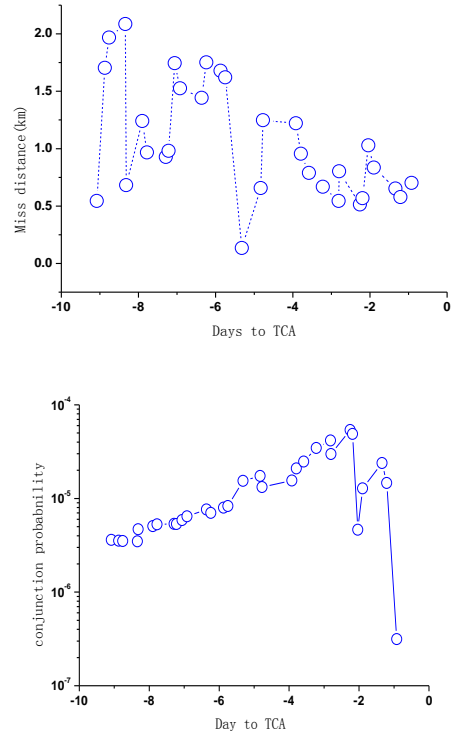 2.0
1.5
1.0
0.5
0.0
Miss distance(km)
-10 -8 -6 -4 -2 0
Days to TCA
10^-4
10^-5
10^-6
10^-7
conjunction probabnility
-10 -8 -6 -4 -2 0
Day to TCA